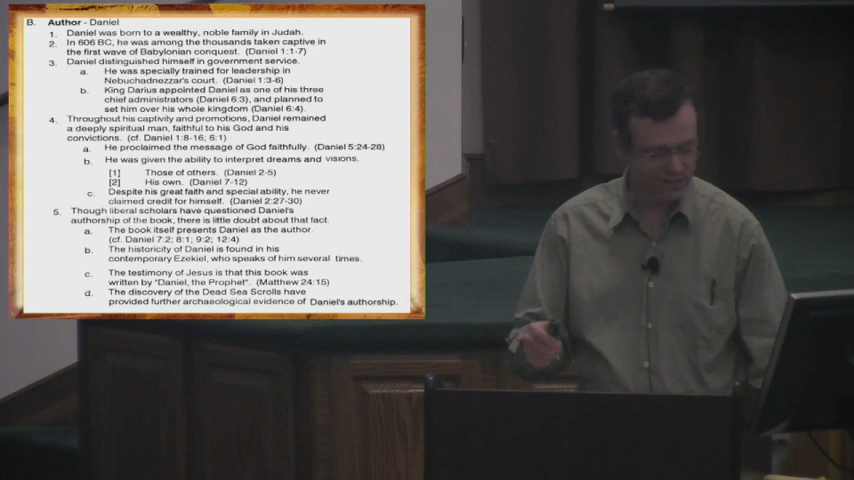 B. Author - Daniel
1. Daniel was born to a wealthy, noble family in Judah.
2. In 606 BC, he was among the thousands taken captive in
the first wave of Babylonian conquest. (Daniel 1:1-7)
3. Daniel distinguished himself in government service.
a. He was specially trained for leadership in
Nebuchadnezzar's court. (Daniel 1:3-6)
b. King Darius appointed Daniel as one of his three
chief administrators (Daniel 6:3), and planned to
set him over his whole kingdom (Daniel 6:4).
4. Throughout his captivity and promotions, Daniel remained
a deeply spiritual man, faithful to his God and his
convictions. (cf. Daniel 1:8-16; 6:1)
a. He proclaimed the message of God faithfully. (Daniel 5:24-28)
b. He was given the ability to interpret dreams and visions.
[1] Those of others. (Daniel 2-5)
[2] His own. (Daniel 7-12)
c. Despite his great faith and special ability, he never
claimed credit for himself. (Daniel 2:27-30)
5. Though liberal scholars have questioned Daniel's
authorship of the book, there is little doubt about that fact.
a. The book itself presents Daniel as the author.
(cf. Daniel 7:2; 8:1; 9:2; 12:4)
b. The historicity of Daniel is found in his
contemporary Ezekiel, who speaks of him several times.
c. The testimony of Jesus is that this book was
written by "Daniel, the Prophet". (Matthew 24:15)
d. The discovery of the Dead Sea Scrolls have
provided further archaeological evidence of Daniel's authorship.